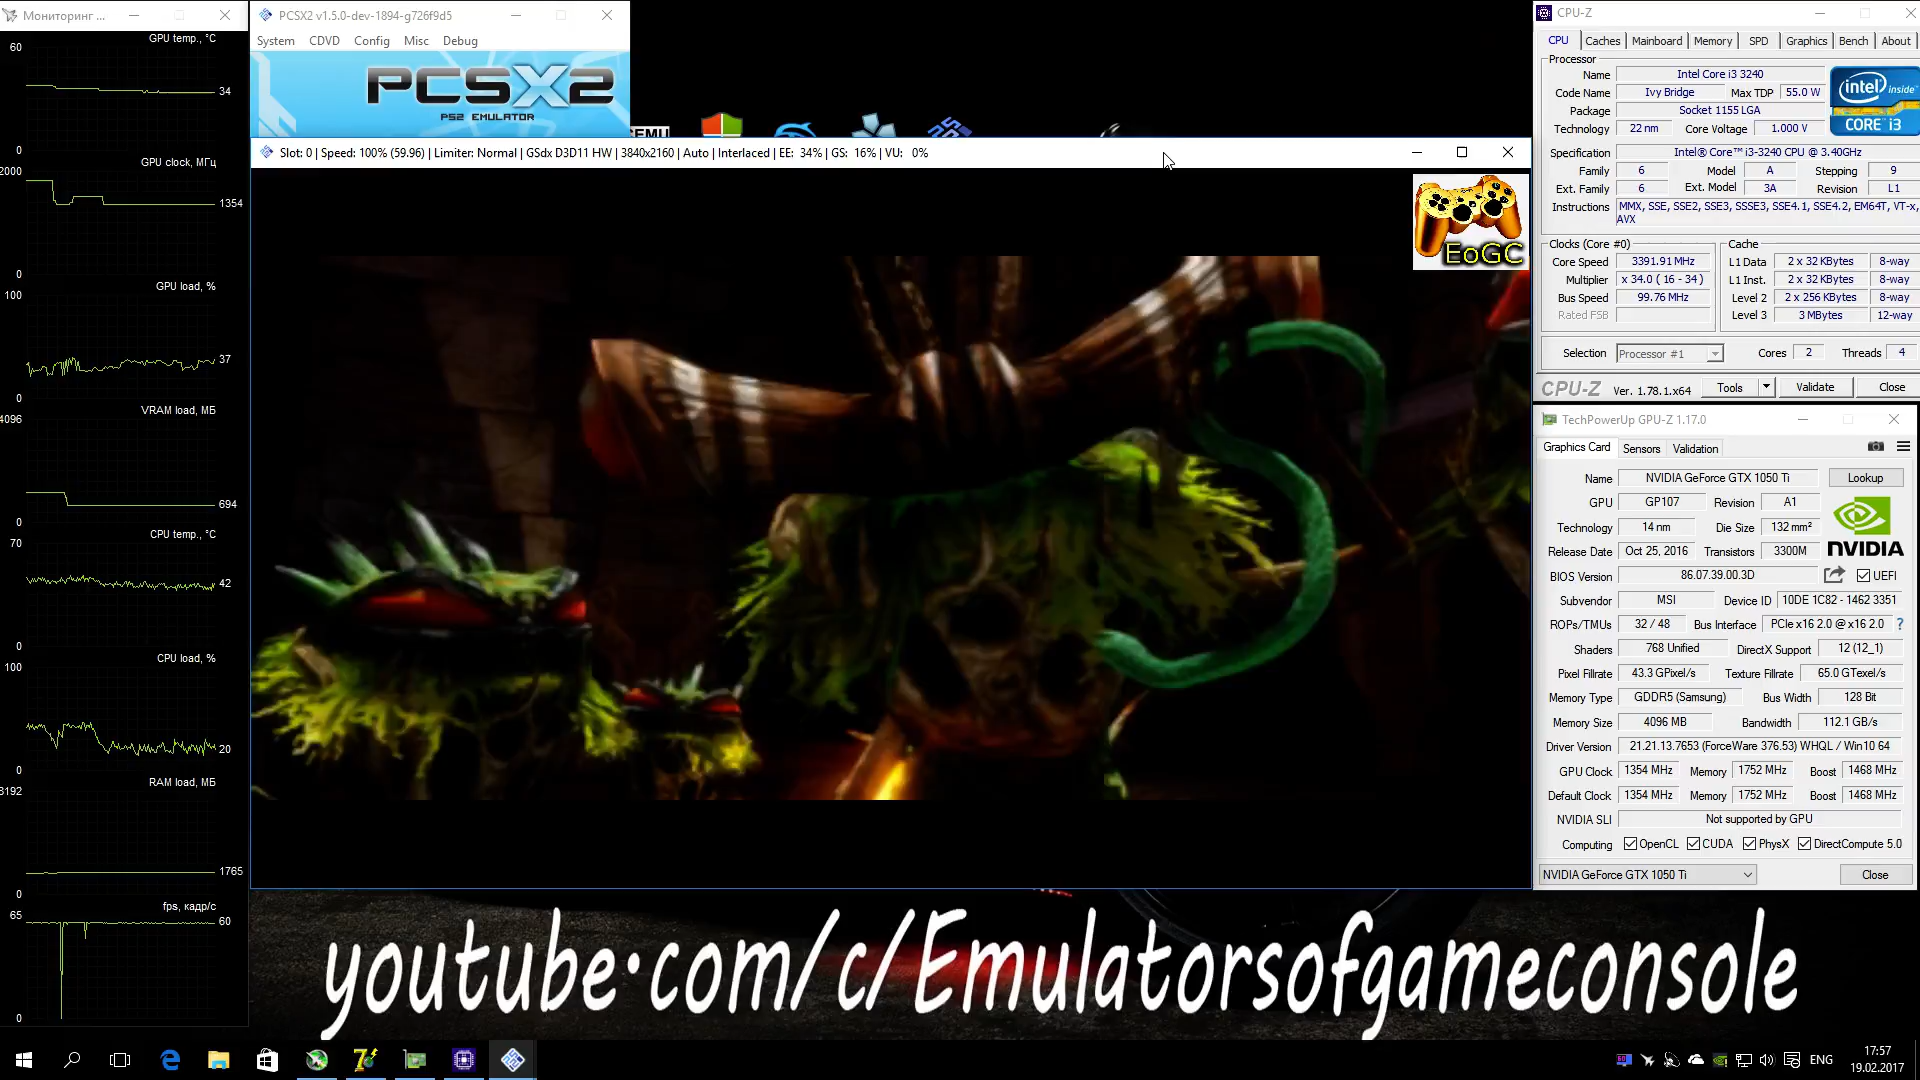 Мониторинг ...
GPU temp., °C
60
34
0
GPU clock, МГц
2000
1354
0
GPU load, %
100
37
0
VRAM load, МБ
4096
694
0
CPU temp., °C
70
42
0
CPU load, %
100
20
0
RAM load, МБ
8192
1765
0
fps, кадр/с
65
60
0
PCSX2 v1.5.0-dev-1894-g726f9d5
System CDVD Config Misc Debug
PCSX2
PS2 EMULATOR
CEMU
Slot: 0 | Speed: 100% (59.96) | Limiter: Normal | GSdx D3D11 HW | 3840x2160 | Auto | Interlaced | EE: 34% | GS: 16% | VU: 0%
EoGC
CPU-Z
CPU Caches Mainboard Memory SPD Graphics Bench About
Processor
Name Intel Core i3 3240
Code Name Ivy Bridge Max TDP 55.0 W
Package Socket 1155 LGA
Technology 22 nm Core Voltage 1.000 V
intel inside™
CORE i3
Specification Intel® Core™ i3-3240 CPU @ 3.40GHz
Family 6 Model A Stepping 9
Ext. Family 6 Ext. Model 3A Revision L1
Instructions MMX, SSE, SSE2, SSE3, SSSE3, SSE4.1, SSE4.2, EM64T, VT-x,
AVX
Clocks (Core #0)
Core Speed 3391.91 MHz
Multiplier x 34.0 ( 16 - 34 )
Bus Speed 99.76 MHz
Rated FSB
Cache
L1 Data 2 x 32 KBytes 8-way
L1 Inst. 2 x 32 KBytes 8-way
Level 2 2 x 256 KBytes 8-way
Level 3 3 MBytes 12-way
Selection Processor #1 Cores 2 Threads 4
CPU-Z Ver. 1.78.1.x64 Tools Validate Close
TechPowerUp GPU-Z 1.17.0
Graphics Card Sensors Validation
Name NVIDIA GeForce GTX 1050 Ti Lookup
GPU GP107 Revision A1
Technology 14 nm Die Size 132 mm²
Release Date Oct 25, 2016 Transistors 3300M
NVIDIA
BIOS Version 86.07.39.00.3D UEFI
Subvendor MSI Device ID 10DE 1C82 - 1462 3351
ROPs/TMUs 32 / 48 Bus Interface PCIe x16 2.0 @ x16 2.0 ?
Shaders 768 Unified DirectX Support 12 (12_1)
Pixel Fillrate 43.3 GPixel/s Texture Fillrate 65.0 GTexel/s
Memory Type GDDR5 (Samsung) Bus Width 128 Bit
Memory Size 4096 MB Bandwidth 112.1 GB/s
Driver Version 21.21.13.7653 (ForceWare 376.53) WHQL / Win10 64
GPU Clock 1354 MHz Memory 1752 MHz Boost 1468 MHz
Default Clock 1354 MHz Memory 1752 MHz Boost 1468 MHz
NVIDIA SLI Not supported by GPU
Computing OpenCL CUDA PhysX DirectCompute 5.0
NVIDIA GeForce GTX 1050 Ti Close
youtube.com/c/Emulatorsofgameconsole
ENG
17:57
19.02.2017